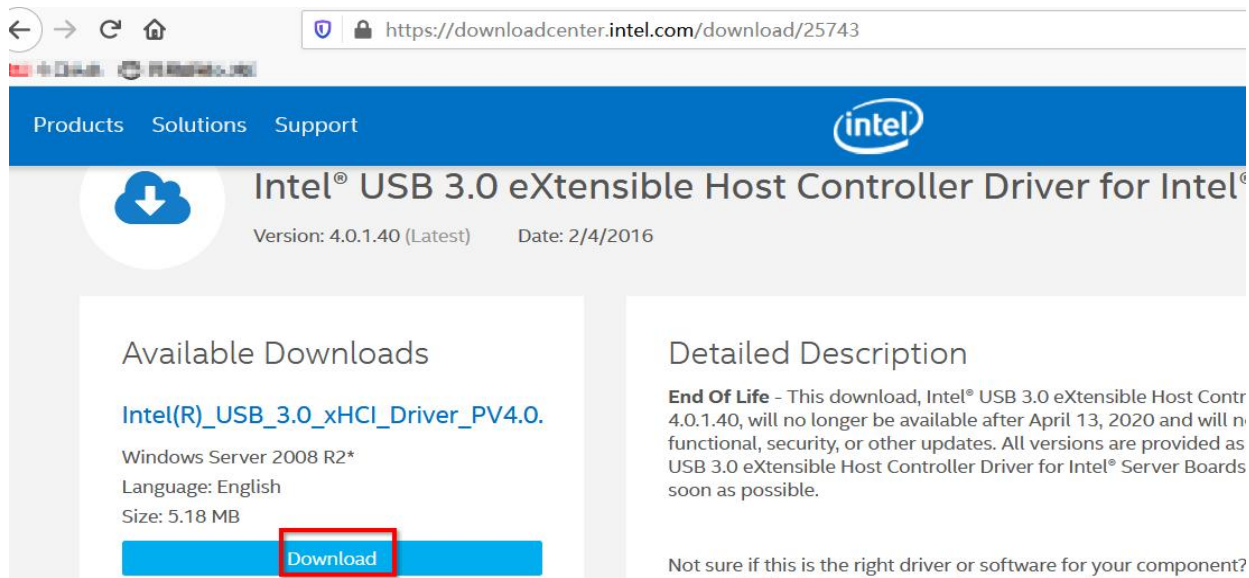 https://downloadcenter.intel.com/download/25743
Products Solutions Support
intel
Intel® USB 3.0 eXtensible Host Controller Driver for Intel®
Version: 4.0.1.40 (Latest) Date: 2/4/2016
Available Downloads
Intel(R)_USB_3.0_xHCI_Driver_PV4.0.
Windows Server 2008 R2*
Language: English
Size: 5.18 MB
Download
Detailed Description
End Of Life - This download, Intel® USB 3.0 eXtensible Host Contr
4.0.1.40, will no longer be available after April 13, 2020 and will n
functional, security, or other updates. All versions are provided as
USB 3.0 eXtensible Host Controller Driver for Intel® Server Boards
soon as possible.
Not sure if this is the right driver or software for your component?